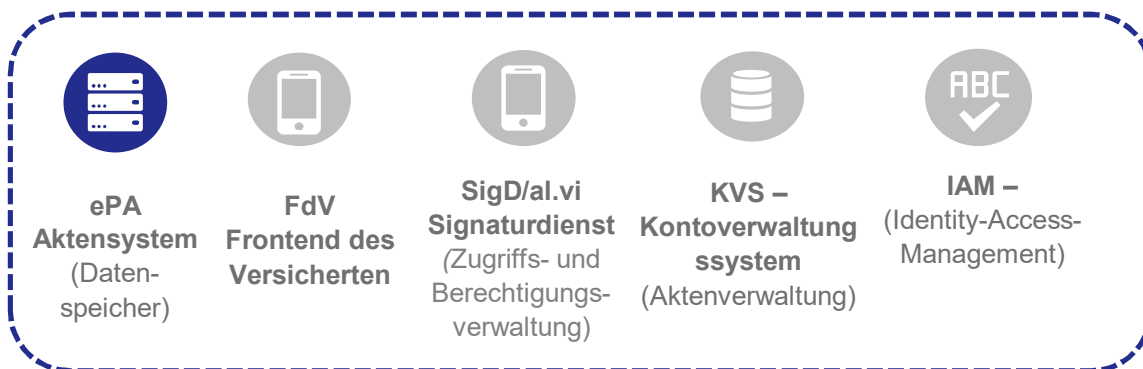 ABC
ePA
Aktensystem
(Daten-
speicher)
FdV
Frontend des
Versicherten
SigD/al.vi
Signaturdienst
(Zugriffs- und
Berechtigungs-
verwaltung)
KVS –
Kontoverwaltung
ssystem
(Aktenverwaltung)
IAM –
(Identity-Access-
Management)